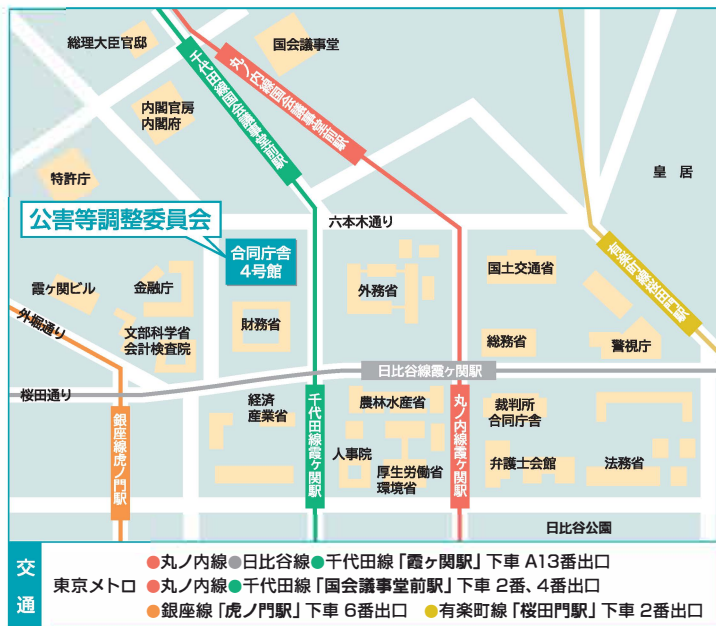 総理大臣官邸
国会議事堂
千代田線国会議事堂前駅
丸ノ内線国会議事堂前駅
内閣官房
内閣府
特許庁
皇居
公害等調整委員会
六本木通り
合同庁舎
4号館
有楽町線桜田門駅
霞ヶ関ビル
金融庁
外務省
国土交通省
外堀通り
文部科学省
会計検査院
財務省
総務省
警視庁
日比谷線霞ヶ関駅
桜田通り
銀座線虎ノ門駅
経済
産業省
千代田線霞ヶ関駅
農林水産省
丸ノ内線霞ヶ関駅
裁判所
合同庁舎
人事院
厚生労働省
環境省
弁護士会館
法務省
日比谷公園
交通
東京メトロ
●丸ノ内線●日比谷線●千代田線「霞ヶ関駅」下車 A13番出口
●丸ノ内線●千代田線「国会議事堂前駅」下車 2番、4番出口
●銀座線「虎ノ門駅」下車 6番出口 ●有楽町線「桜田門駅」下車 2番出口